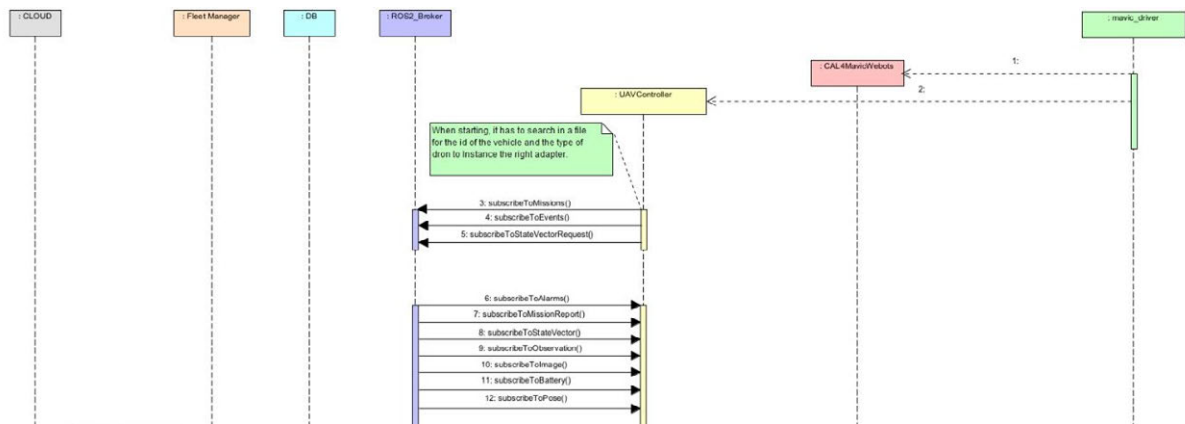 : CLOUD
: Fleet Manager
: DB
: ROS2_Broker
: mavic_driver
: CAL4MavicWebots
1:
: UAVController
2:
When starting, it has to search in a file
for the id of the vehicle and the type of
dron to Instance the right adapter.
3: subscribeToMissions()
4: subscribeToEvents()
5: subscribeToStateVectorRequest()
6: subscribeToAlarms()
7: subscribeToMissionReport()
8: subscribeToStateVector()
9: subscribeToObservation()
10: subscribeToImage()
11: subscribeToBattery()
12: subscribeToPose()